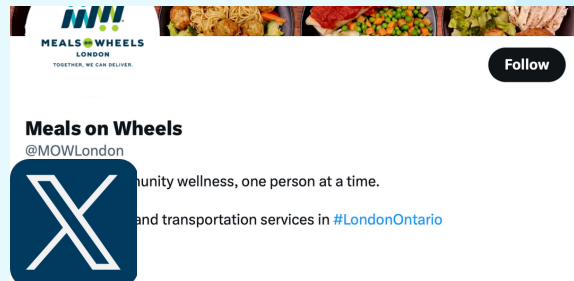 MEALS ON WHEELS
LONDON
TOGETHER, WE CAN DELIVER.
Follow
Meals on Wheels
@MOWLondon
and transportation services in #LondonOntario
wellness, one person at a time.